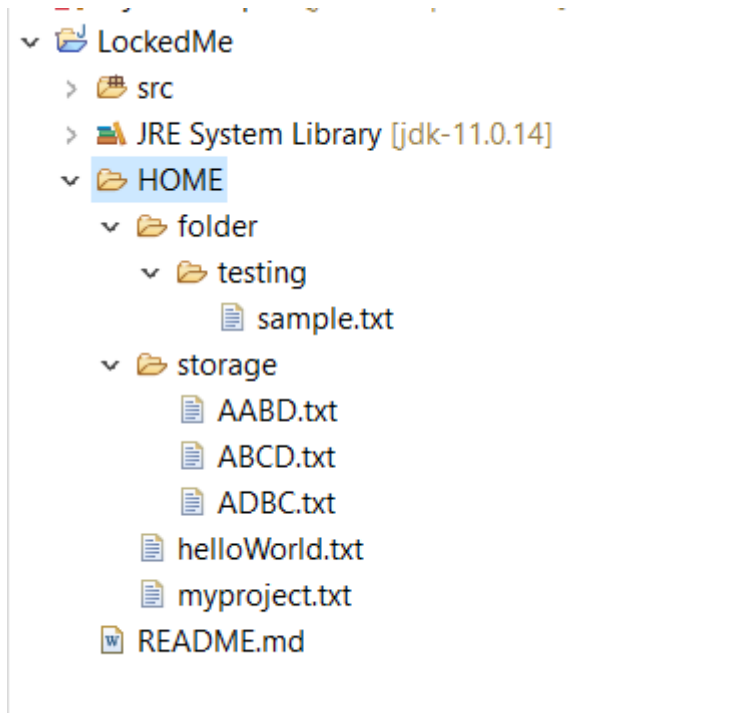 LockedMe
src
JRE System Library [jdk-11.0.14]
HOME
folder
testing
sample.txt
storage
AABD.txt
ABCD.txt
ADBC.txt
helloWorld.txt
myproject.txt
README.md